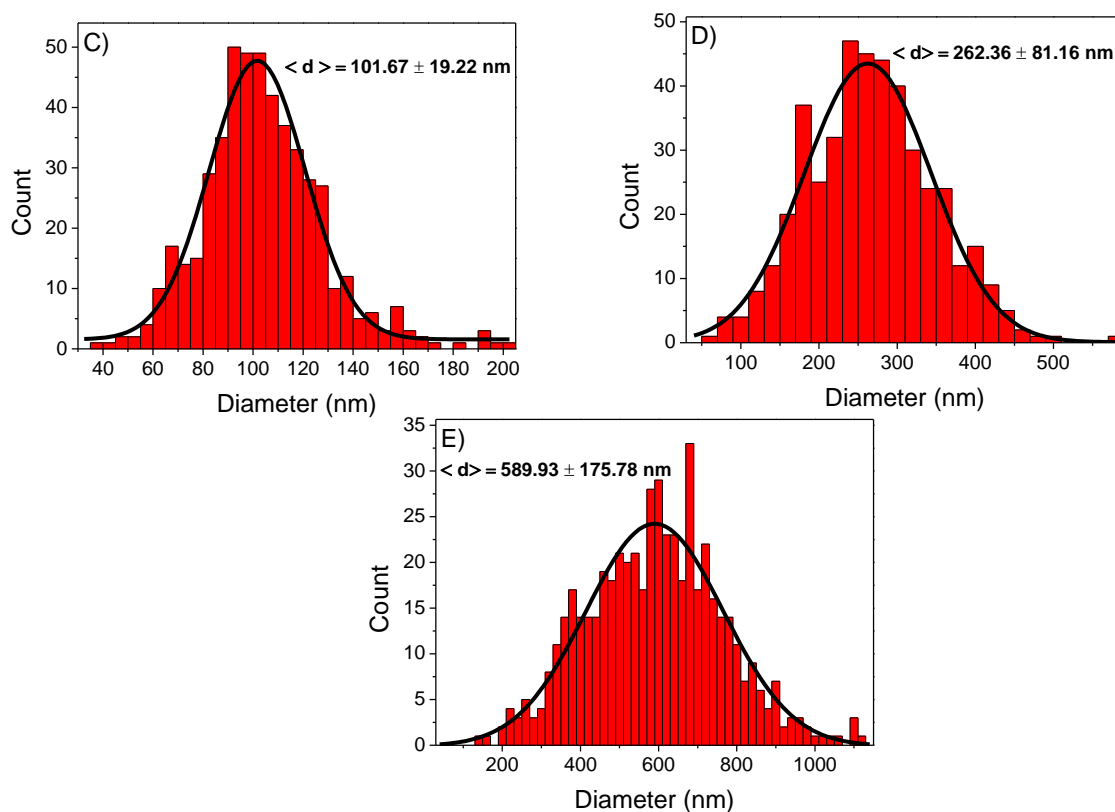 C)
< d > = 101.67 ± 19.22 nm
Count
50
40
30
20
10
0
40 60 80 100 120 140 160 180 200
Diameter (nm)
D)
< d> = 262.36 ± 81.16 nm
Count
50
40
30
20
10
0
100 200 300 400 500
Diameter (nm)
E)
< d> = 589.93 ± 175.78 nm
Count
35
30
25
20
15
10
5
0
200 400 600 800 1000
Diameter (nm)